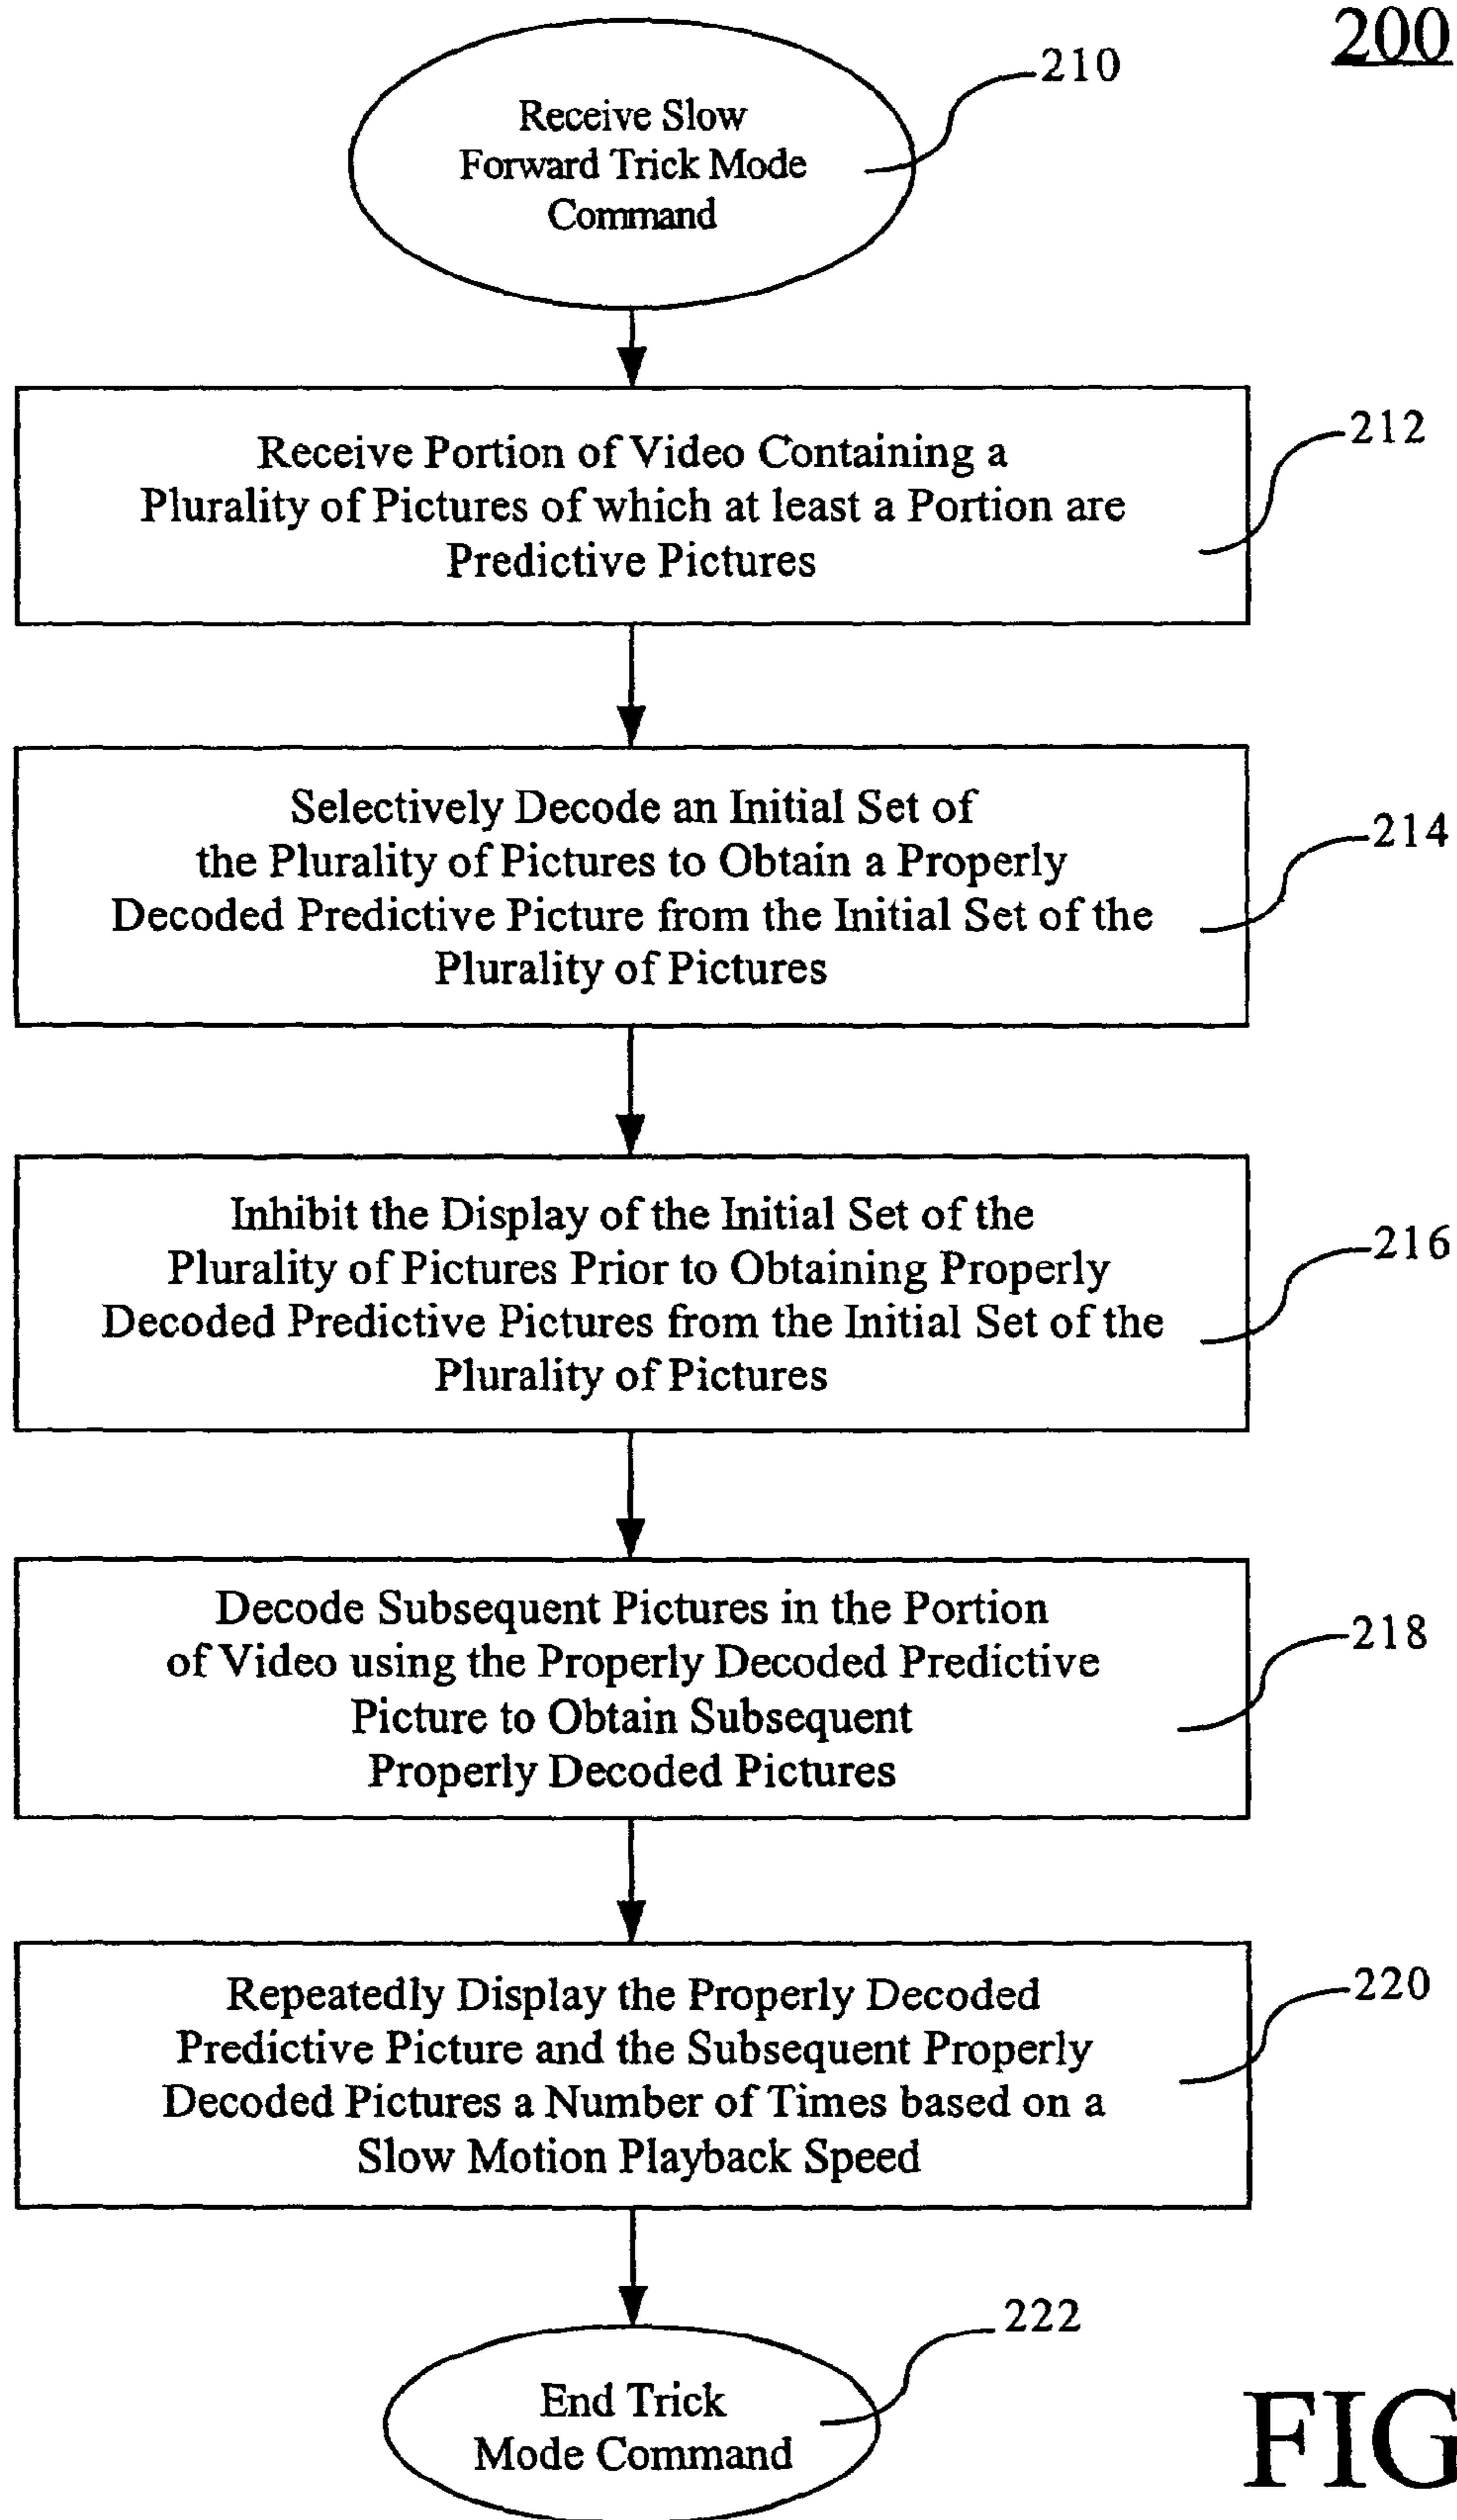 200
210
Receive Slow
Forward Trick Mode
Command
212
Receive Portion of Video Containing a
Plurality of Pictures of which at least a Portion are
Predictive Pictures
214
Selectively Decode an Initial Set of
the Plurality of Pictures to Obtain a Properly
Decoded Predictive Picture from the Initial Set of the
Plurality of Pictures
216
Inhibit the Display of the Initial Set of the
Plurality of Pictures Prior to Obtaining Properly
Decoded Predictive Pictures from the Initial Set of the
Plurality of Pictures
218
Decode Subsequent Pictures in the Portion
of Video using the Properly Decoded Predictive
Picture to Obtain Subsequent
Properly Decoded Pictures
220
Repeatedly Display the Properly Decoded
Predictive Picture and the Subsequent Properly
Decoded Pictures a Number of Times based on a
Slow Motion Playback Speed
222
End Trick
Mode Command
FIG